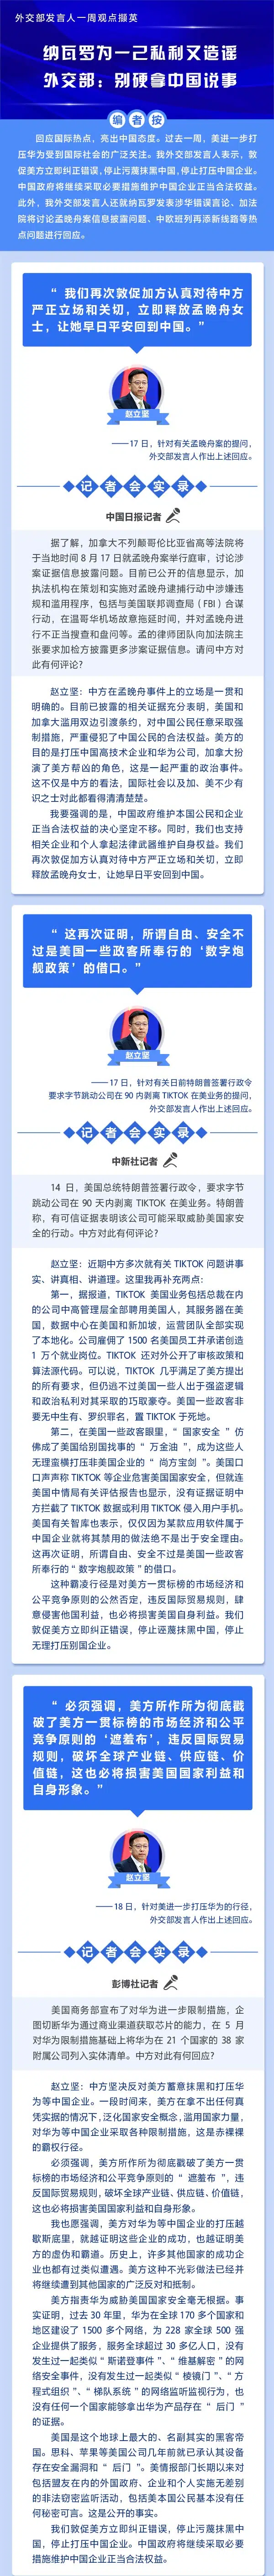 外交部发言人一周观点撷英
纳瓦罗为一己私利又造谣
外交部：别硬拿中国说事
编者按
回应国际热点，亮出中国态度。过去一周，美进一步打
压华为受到国际社会的广泛关注。我外交部发言人表示，敦
促美方立即纠正错误，停止污蔑抹黑中国，停止打压中国企业。
中国政府将继续采取必要措施维护中国企业正当合法权益。
此外，我外交部发言人还就纳瓦罗发表涉华错误言论、加法
院将讨论孟晚舟案信息披露问题、中欧班列再添新线路等热
点问题进行回应。
“ 我们再次敦促加方认真对待中方
严正立场和关切，立即释放孟晚舟女
士，让她早日平安回到中国。”
赵立坚
——17 日，针对有关孟晚舟案的提问，
外交部发言人作出上述回应。
记者会实录
中国日报记者
据了解，加拿大不列颠哥伦比亚省高等法院将
于当地时间 8 月 17 日就孟晚舟案举行庭审，讨论涉
案证据信息披露问题。目前已公开的信息显示，加
执法机构在策划和实施对孟晚舟逮捕行动中涉嫌违
规和滥用程序，包括与美国联邦调查局（FBI）合谋
行动，在温哥华机场故意拖延时间，并对孟晚舟进
行不正当搜查和盘问等。孟的律师团队向加法院主
张要求加检方披露更多涉案证据信息。请问中方对
此有何评论？
赵立坚：中方在孟晚舟事件上的立场是一贯和
明确的。目前已披露的相关证据充分表明，美国和
加拿大滥用双边引渡条约，对中国公民任意采取强
制措施，严重侵犯了中国公民的合法权益。美方的
目的是打压中国高技术企业和华为公司，加拿大扮
演了美方帮凶的角色，这是一起严重的政治事件。
这不仅是中方的看法，国际社会以及加、美不少有
识之士对此都看得清清楚楚。
我要强调的是，中国政府维护本国公民和企业
正当合法权益的决心坚定不移。同时，我们也支持
相关企业和个人拿起法律武器维护自身权益。我们
再次敦促加方认真对待中方严正立场和关切，立即
释放孟晚舟女士，让她早日平安回到中国。
“ 这再次证明，所谓自由、安全不
过是美国一些政客所奉行的‘数字炮
舰政策’的借口。”
赵立坚
——17 日，针对有关日前特朗普签署行政令
要求字节跳动公司在 90 内剥离 TIKTOK 在美业务的提问，
外交部发言人作出上述回应。
记者会实录
中新社记者
14 日，美国总统特朗普签署行政令，要求字节
跳动公司在 90 天内剥离 TIKTOK 在美业务。特朗普
称，有可信证据表明该公司可能采取威胁美国家安
全的行动。中方对此有何评论？
赵立坚：近期中方多次就有关 TIKTOK 问题讲事
实、讲真相、讲道理。这里我再补充两点：
第一，据报道，TIKTOK 美国业务包括总裁在内
的公司中高管理层全部聘用美国人，其服务器在美
国，数据中心在美国和新加坡，运营团队全部实现
了本地化。公司雇佣了 1500 名美国员工并承诺创造
1 万个就业岗位。TIKTOK 还对外公开了审核政策和
算法源代码。可以说，TIKTOK 几乎满足了美方提出
的所有要求，但仍逃不过美国一些人出于强盗逻辑
和政治私利对其采取的巧取豪夺。美国一些政客非
要无中生有、罗织罪名，置 TIKTOK 于死地。
第二，在美国一些政客眼里，“ 国家安全 ”仿
佛成了美国给别国找事的“ 万金油 ”，成为这些人
无理蛮横打压非美国企业的“ 尚方宝剑 ”。美国口
口声声称 TIKTOK 等企业危害美国国家安全，但就连
美国中情局有关评估报告也显示，没有证据证明中
方拦截了 TIKTOK 数据或利用 TIKTOK 侵入用户手机。
美国有关智库也表示，仅仅因为某款应用软件属于
中国企业就将其禁用的做法绝不是出于安全理由。
这再次证明，所谓自由、安全不过是美国一些政客
所奉行的“ 数字炮舰政策 ”的借口。
这种霸凌行径是对美方一贯标榜的市场经济和
公平竞争原则的公然否定，违反国际贸易规则，肆
意侵害他国利益，也必将损害美国自身利益。我们
敦促美方立即纠正错误，停止诬蔑抹黑中国，停止
无理打压别国企业。
“ 必须强调，美方所作所为彻底戳
破了美方一贯标榜的市场经济和公平
竞争原则的‘遮羞布’，违反国际贸易
规则，破坏全球产业链、供应链、价
值链，这也必将损害美国国家利益和
自身形象。”
赵立坚
——18 日，针对美进一步打压华为的行径，
外交部发言人作出上述回应。
记者会实录
彭博社记者
美国商务部宣布了对华为进一步限制措施，企
图切断华为通过商业渠道获取芯片的能力，在 5 月
对华为限制措施基础上将华为在 21 个国家的 38 家
附属公司列入实体清单。中方对此有何回应？
赵立坚：中方坚决反对美方蓄意抹黑和打压华
为等中国企业。一段时间来，美方在拿不出任何真
凭实据的情况下，泛化国家安全概念，滥用国家力量，
对华为等中国企业采取各种限制措施，这是赤裸裸
的霸权行径。
必须强调，美方所作所为彻底戳破了美方一贯
标榜的市场经济和公平竞争原则的“ 遮羞布 ”，违
反国际贸易规则，破坏全球产业链、供应链、价值链，
这也必将损害美国国家利益和自身形象。
我也愿强调，美方对华为等中国企业的打压越
歇斯底里，就越证明这些企业的成功，也越证明美
方的虚伪和霸道。历史上，许多其他国家的成功企
业也都有过类似遭遇。美方这种不光彩做法已经并
将继续遭到其他国家的广泛反对和抵制。
美方指责华为威胁美国国家安全毫无根据。事
实证明，过去 30 年里，华为在全球 170 多个国家和
地区建设了 1500 多个网络，为 228 家全球 500 强
企业提供了服务，服务全球超过 30 多亿人口，没有
发生过一起类似“ 斯诺登事件 ”、“ 维基解密 ”的网
络安全事件，没有发生过一起类似“ 棱镜门 ”、“ 方
程式组织 ”、“ 梯队系统 ”的网络监听监视行为，也
没有任何一个国家能够拿出华为产品存在“ 后门 ”
的证据。
美国是这个地球上最大的、名副其实的黑客帝
国。思科、苹果等美国公司几年前就已承认其设备
存在安全漏洞和“ 后门 ”。美情报部门长期以来对
包括盟友在内的外国政府、企业和个人实施无差别
的非法窃密监听活动，包括美本国公民基本没有任
何秘密可言。这是公开的事实。
我们敦促美方立即纠正错误，停止污蔑抹黑中
国，停止打压中国企业。中国政府将继续采取必要
措施维护中国企业正当合法权益。